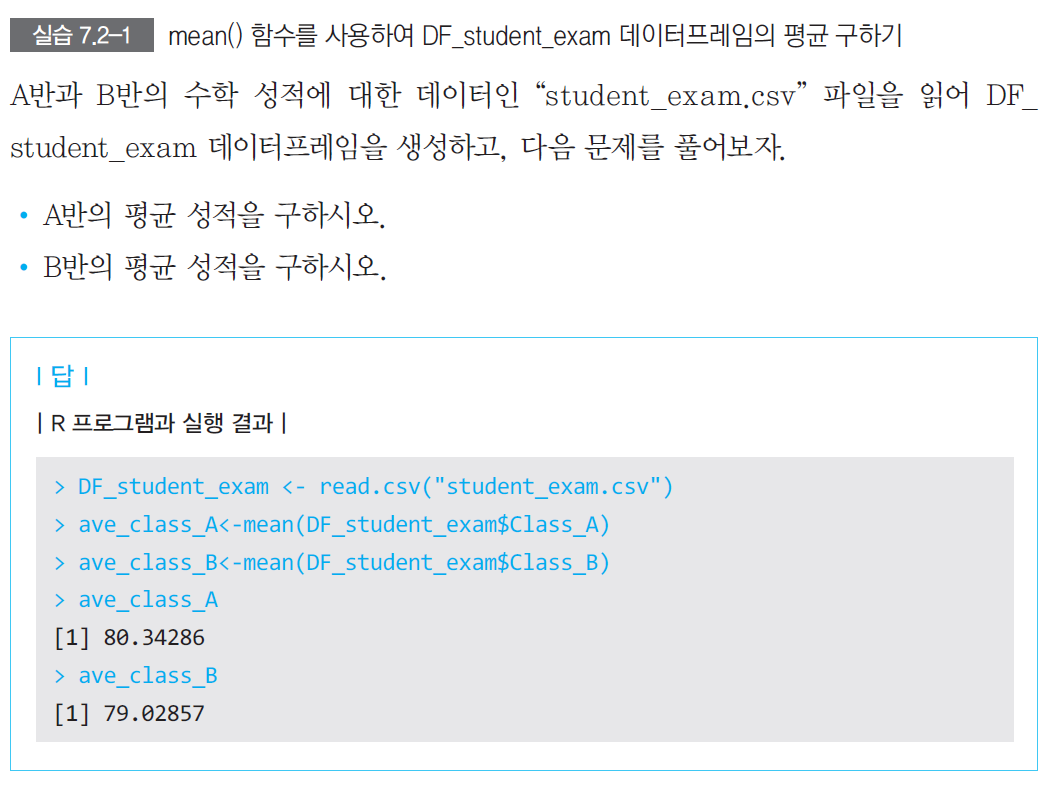 실습 7.2-1 mean() 함수를 사용하여 DF_student_exam 데이터프레임의 평균 구하기
A반과 B반의 수학 성적에 대한 데이터인 “student_exam.csv” 파일을 읽어 DF_
student_exam 데이터프레임을 생성하고, 다음 문제를 풀어보자.
• A반의 평균 성적을 구하시오.
• B반의 평균 성적을 구하시오.
| 답 |
| R 프로그램과 실행 결과 |
> DF_student_exam <- read.csv("student_exam.csv")
> ave_class_A<-mean(DF_student_exam$Class_A)
> ave_class_B<-mean(DF_student_exam$Class_B)
> ave_class_A
[1] 80.34286
> ave_class_B
[1] 79.02857